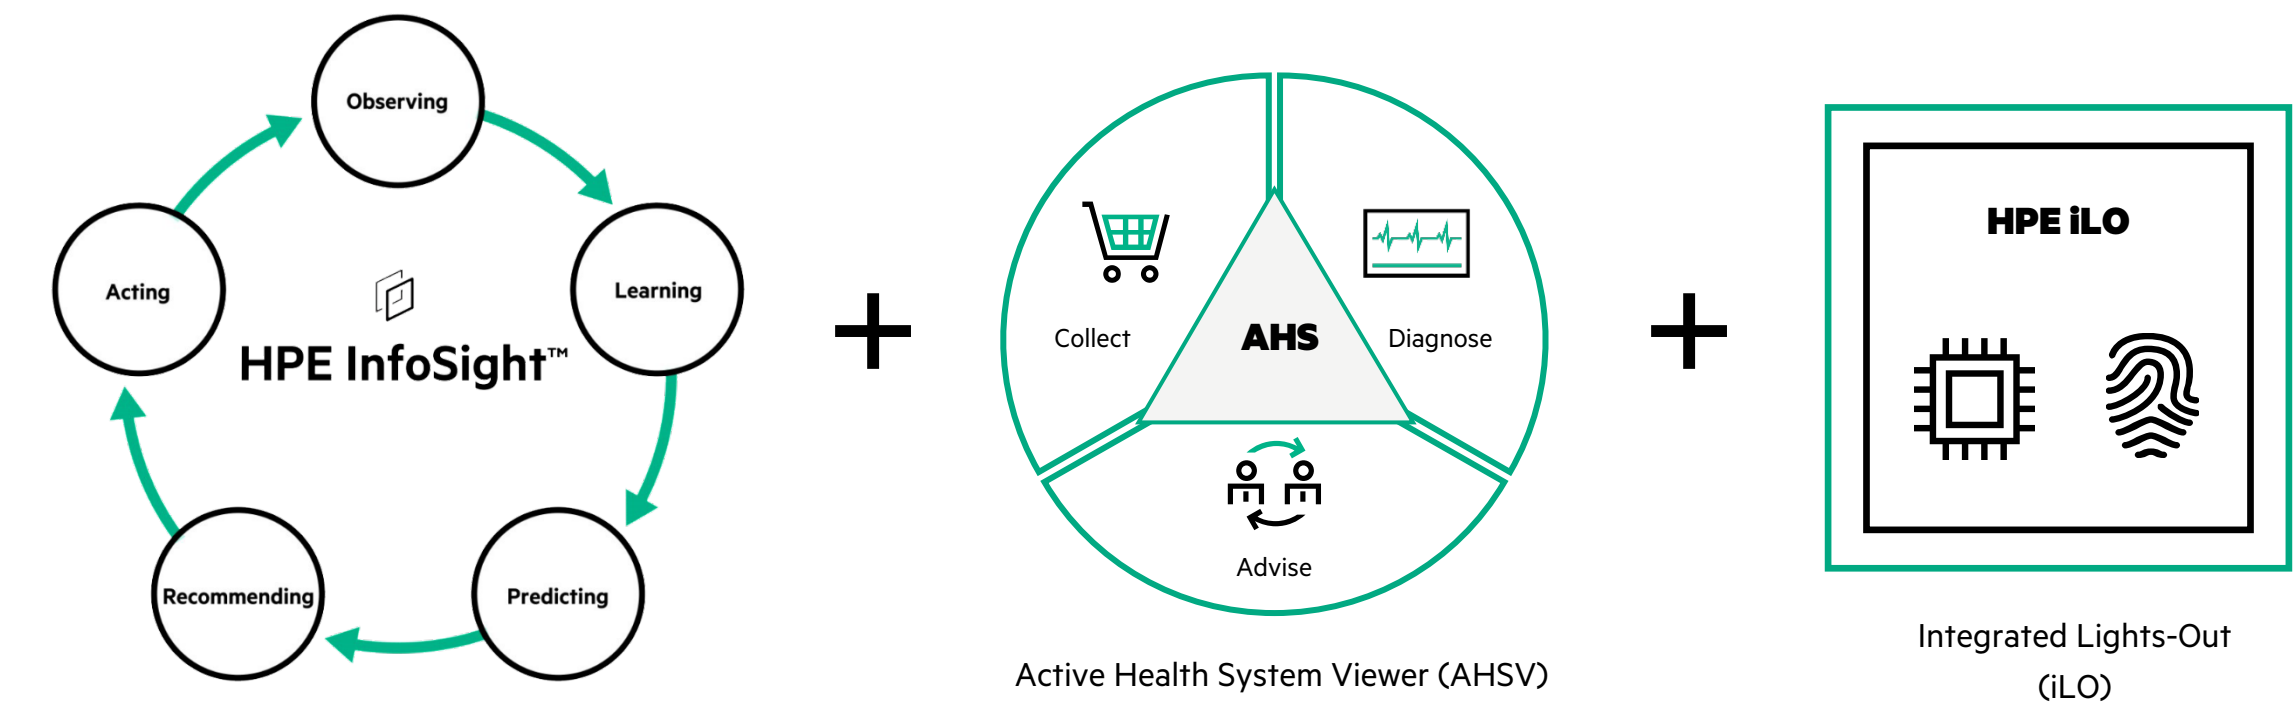 Observing
Learning
Acting
HPE InfoSight™
Recommending
Predicting
AHS
Collect
Diagnose
Advise
Active Health System Viewer (AHSV)
HPE iLO
Integrated Lights-Out
(iLO)